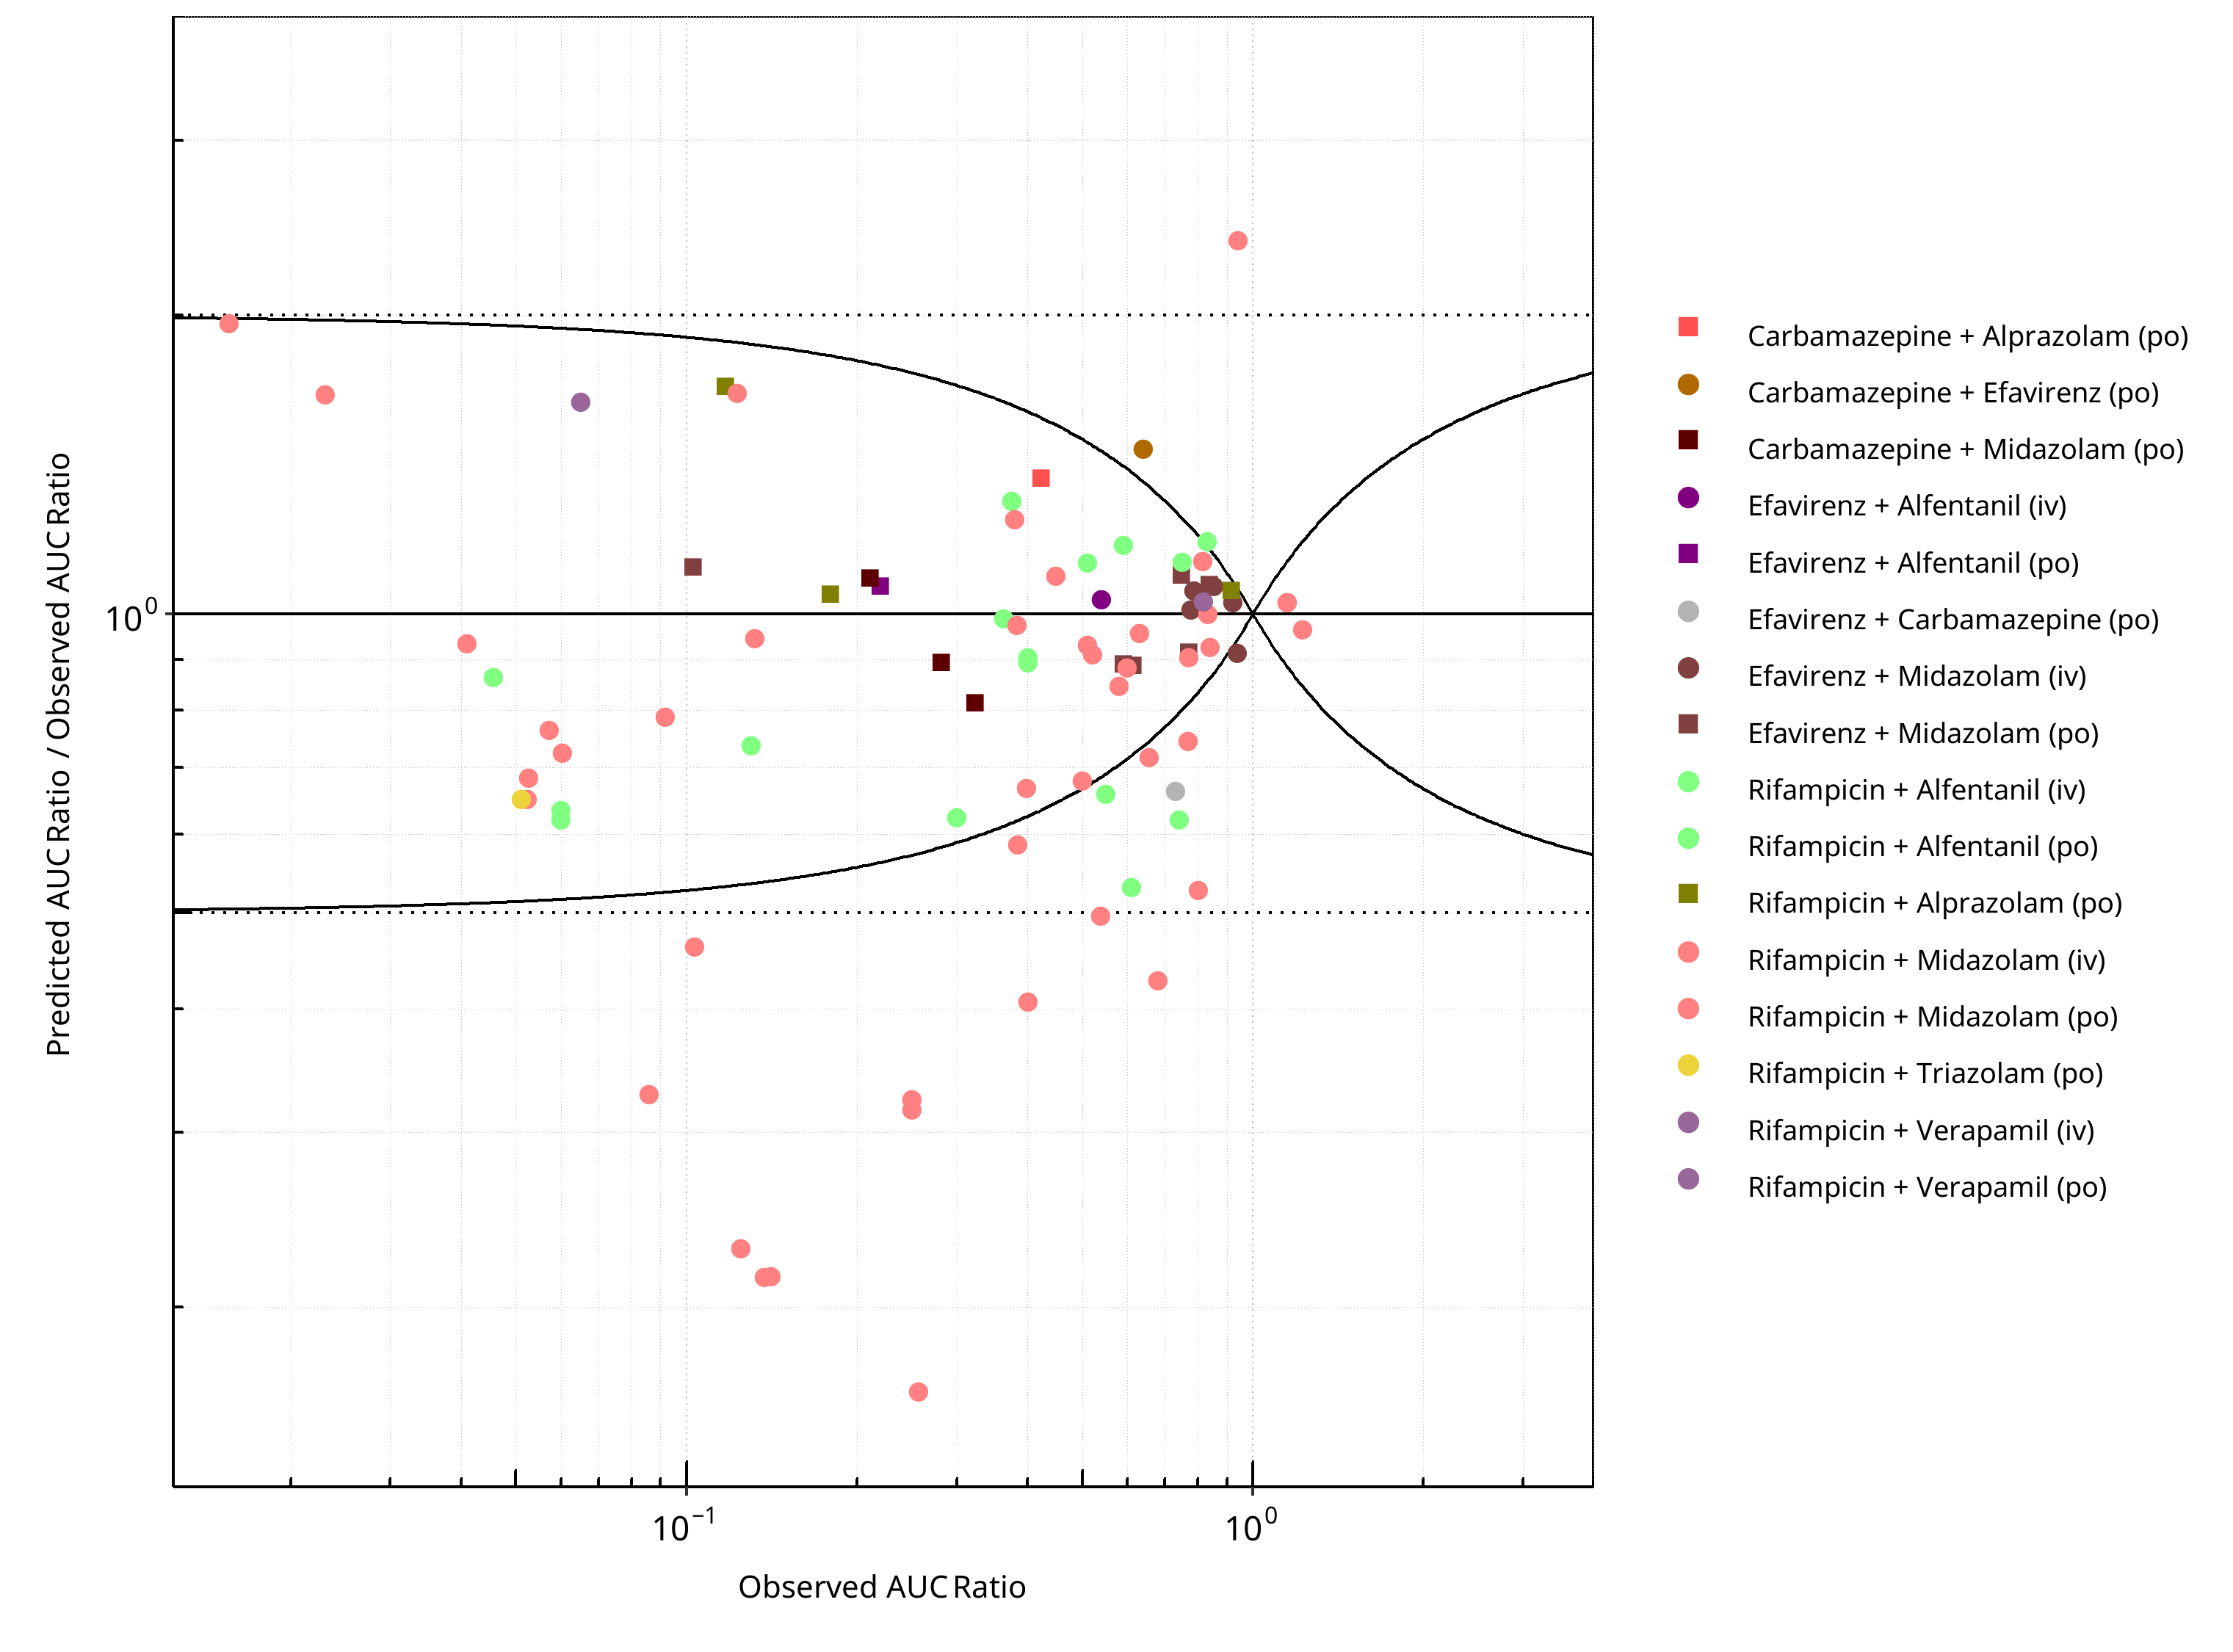 Predicted AUC Ratio / Observed AUC Ratio
10⁰
10⁻¹
10⁰
Observed AUC Ratio
Carbamazepine + Alprazolam (po)
Carbamazepine + Efavirenz (po)
Carbamazepine + Midazolam (po)
Efavirenz + Alfentanil (iv)
Efavirenz + Alfentanil (po)
Efavirenz + Carbamazepine (po)
Efavirenz + Midazolam (iv)
Efavirenz + Midazolam (po)
Rifampicin + Alfentanil (iv)
Rifampicin + Alfentanil (po)
Rifampicin + Alprazolam (po)
Rifampicin + Midazolam (iv)
Rifampicin + Midazolam (po)
Rifampicin + Triazolam (po)
Rifampicin + Verapamil (iv)
Rifampicin + Verapamil (po)